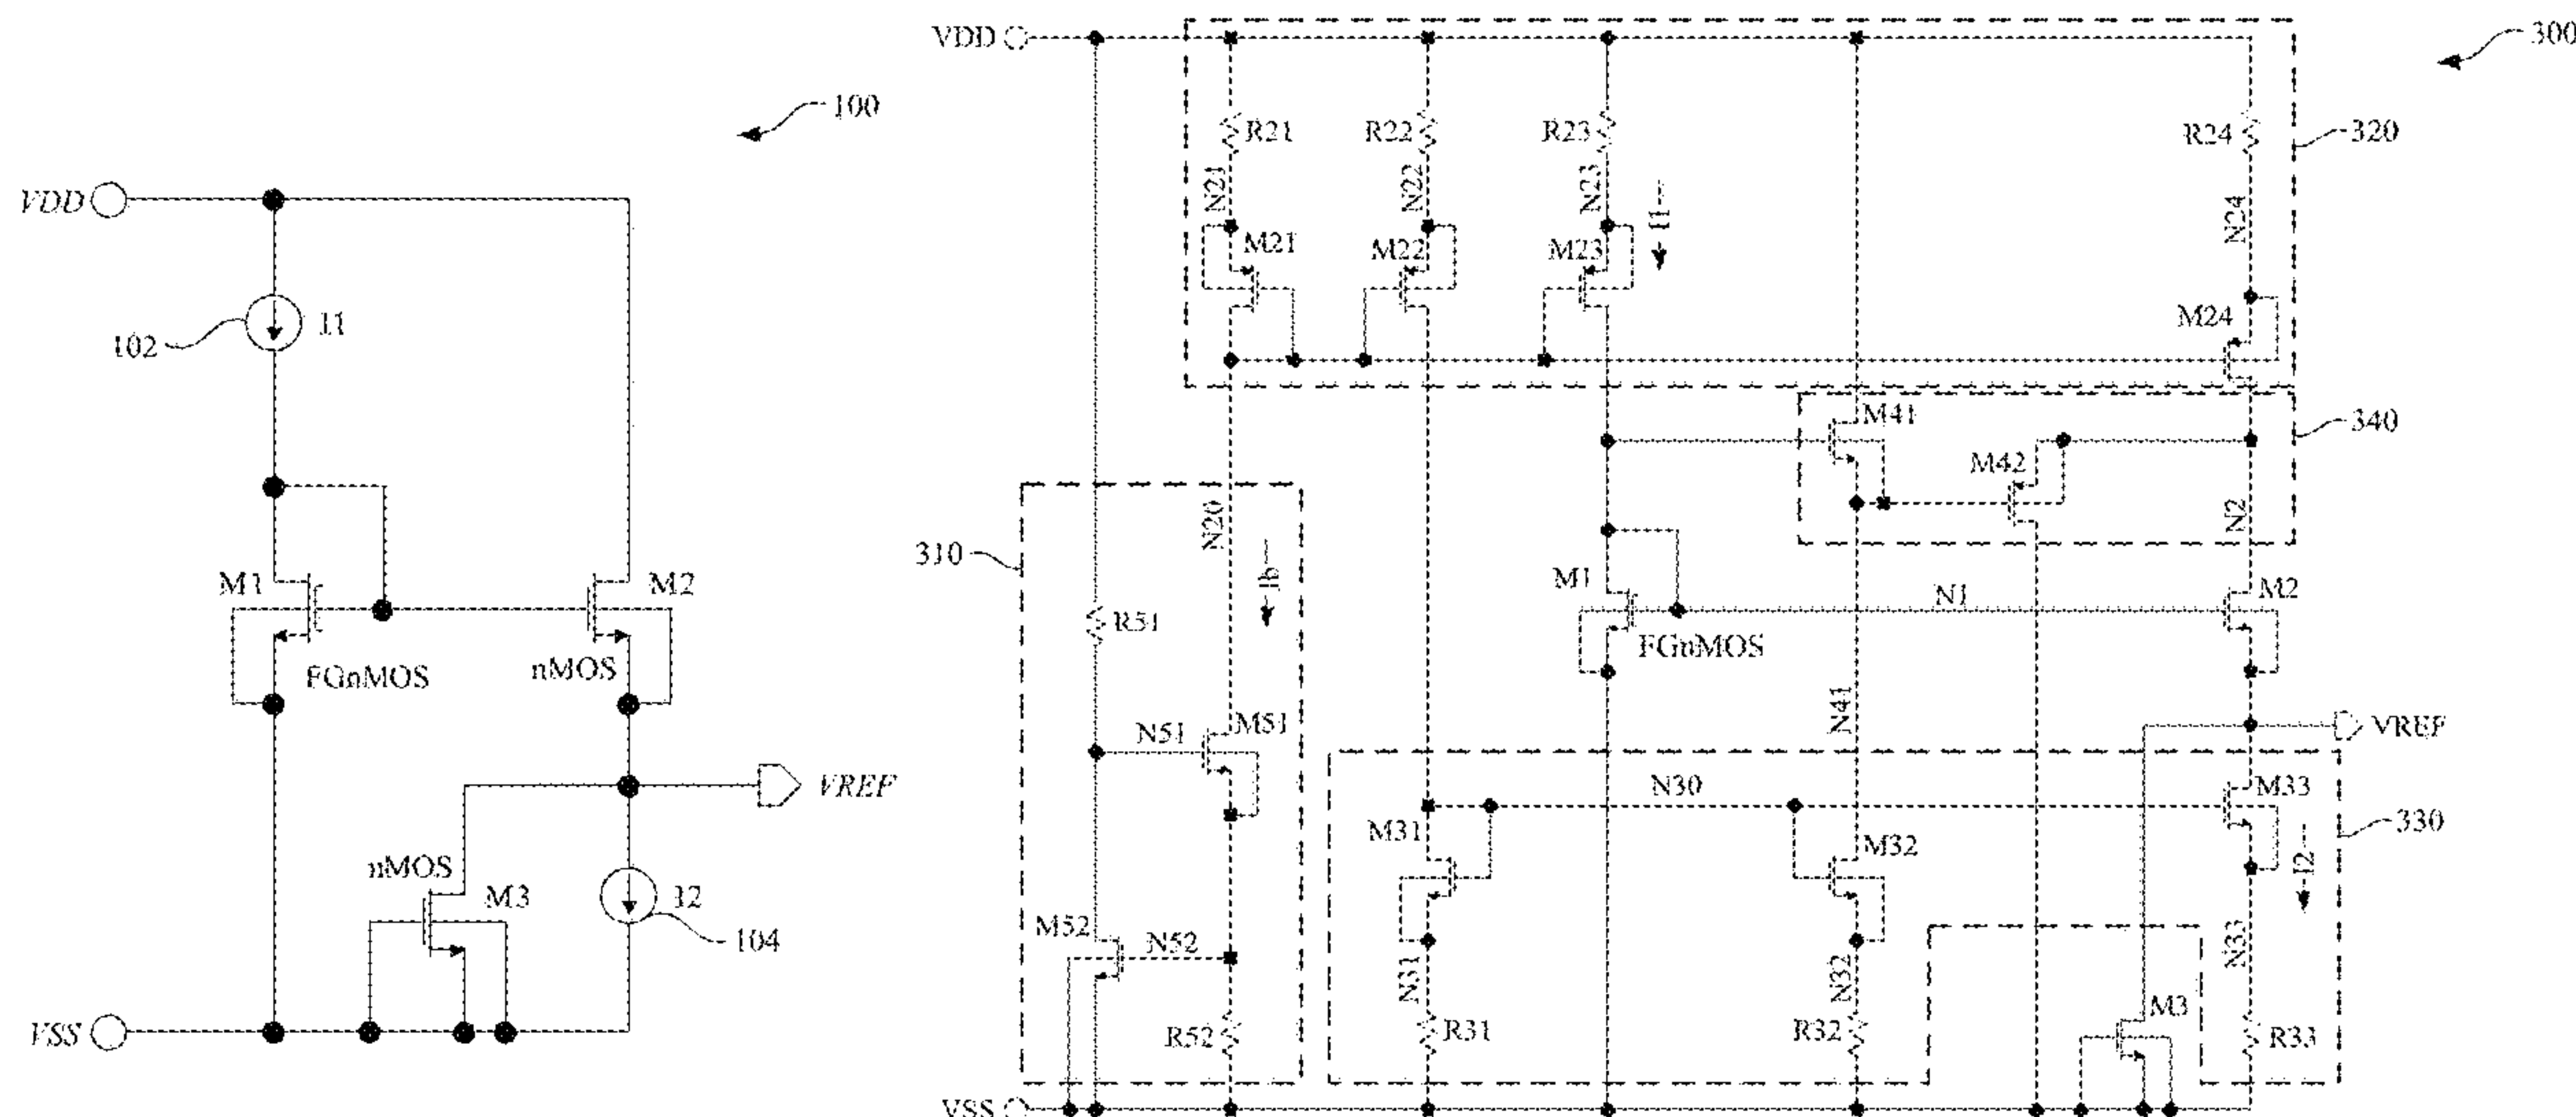 100
VDD
102
I1
M1
M2
FGnMOS
nMOS
VREF
nMOS
M3
I2
104
VSS
300
VDD
R21
R22
R23
R24
320
N21
N22
N23
N24
I1
M21
M22
M23
M24
M41
340
M42
310
N20
N2
Ib
M1
N1
M2
R51
FGnMOS
N41
N51
M51
VREF
N30
M33
M31
M32
330
I2
M52
N52
N31
N32
N33
M3
R52
R31
R32
R33
VSS